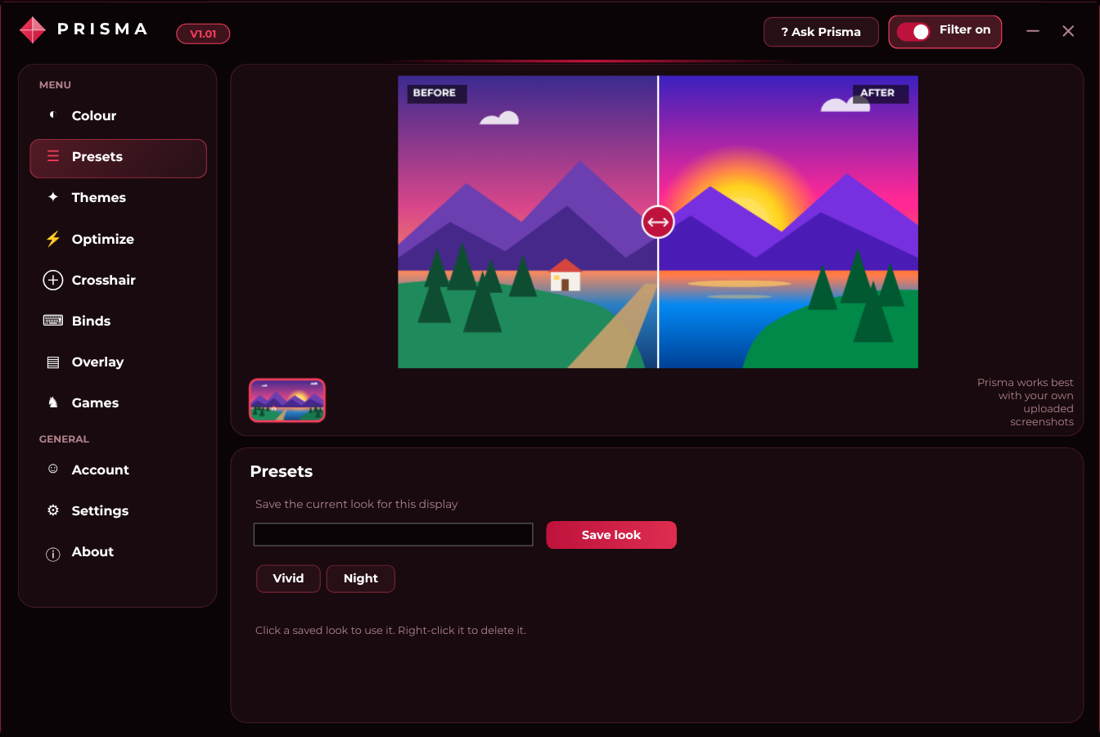 PRISMA
V1.01
? Ask Prisma
Filter on
MENU
Colour
Presets
Themes
Optimize
Crosshair
Binds
Overlay
Games
GENERAL
Account
Settings
About
BEFORE
AFTER
Prisma works best
with your own
uploaded
screenshots
Presets
Save the current look for this display
Save look
Vivid
Night
Click a saved look to use it. Right-click it to delete it.